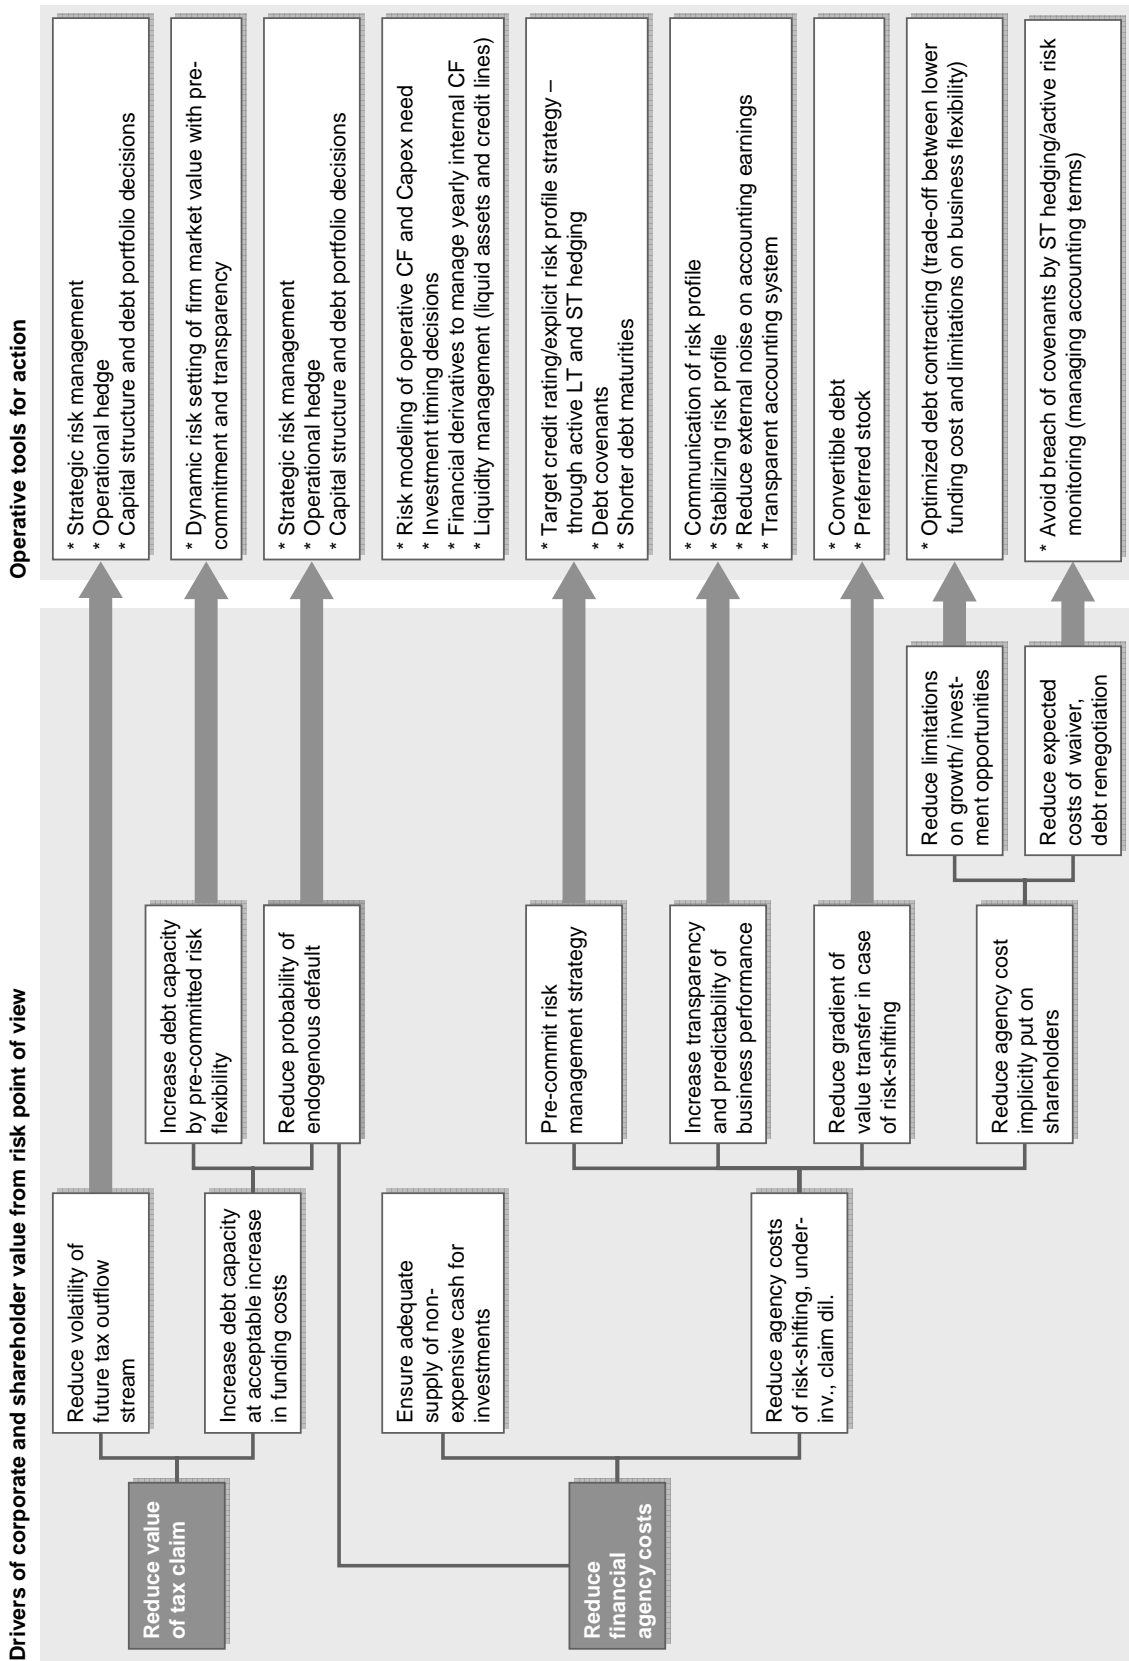 Drivers of corporate and shareholder value from risk point of view
Operative tools for action
Reduce value
of tax claim
Reduce volatility of
future tax outflow
stream
* Strategic risk management
* Operational hedge
* Capital structure and debt portfolio decisions
Increase debt capacity
at acceptable increase
in funding costs
Increase debt capacity
by pre-committed risk
flexibility
* Dynamic risk setting of firm market value with pre-
commitment and transparency
Reduce probability of
endogenous default
* Strategic risk management
* Operational hedge
* Capital structure and debt portfolio decisions
Reduce
financial
agency costs
Ensure adequate
supply of non-
expensive cash for
investments
* Risk modeling of operative CF and Capex need
* Investment timing decisions
* Financial derivatives to manage yearly internal CF
* Liquidity management (liquid assets and credit lines)
Reduce agency costs
of risk-shifting, under-
inv., claim dil.
Pre-commit risk
management strategy
* Target credit rating/explicit risk profile strategy –
through active LT and ST hedging
* Debt covenants
* Shorter debt maturities
Increase transparency
and predictability of
business performance
* Communication of risk profile
* Stabilizing risk profile
* Reduce external noise on accounting earnings
* Transparent accounting system
Reduce gradient of
value transfer in case
of risk-shifting
* Convertible debt
* Preferred stock
Reduce agency cost
implicitly put on
shareholders
Reduce limitations
on growth/ invest-
ment opportunities
* Optimized debt contracting (trade-off between lower
funding cost and limitations on business flexibility)
Reduce expected
costs of waiver,
debt renegotiation
* Avoid breach of covenants by ST hedging/active risk
monitoring (managing accounting terms)